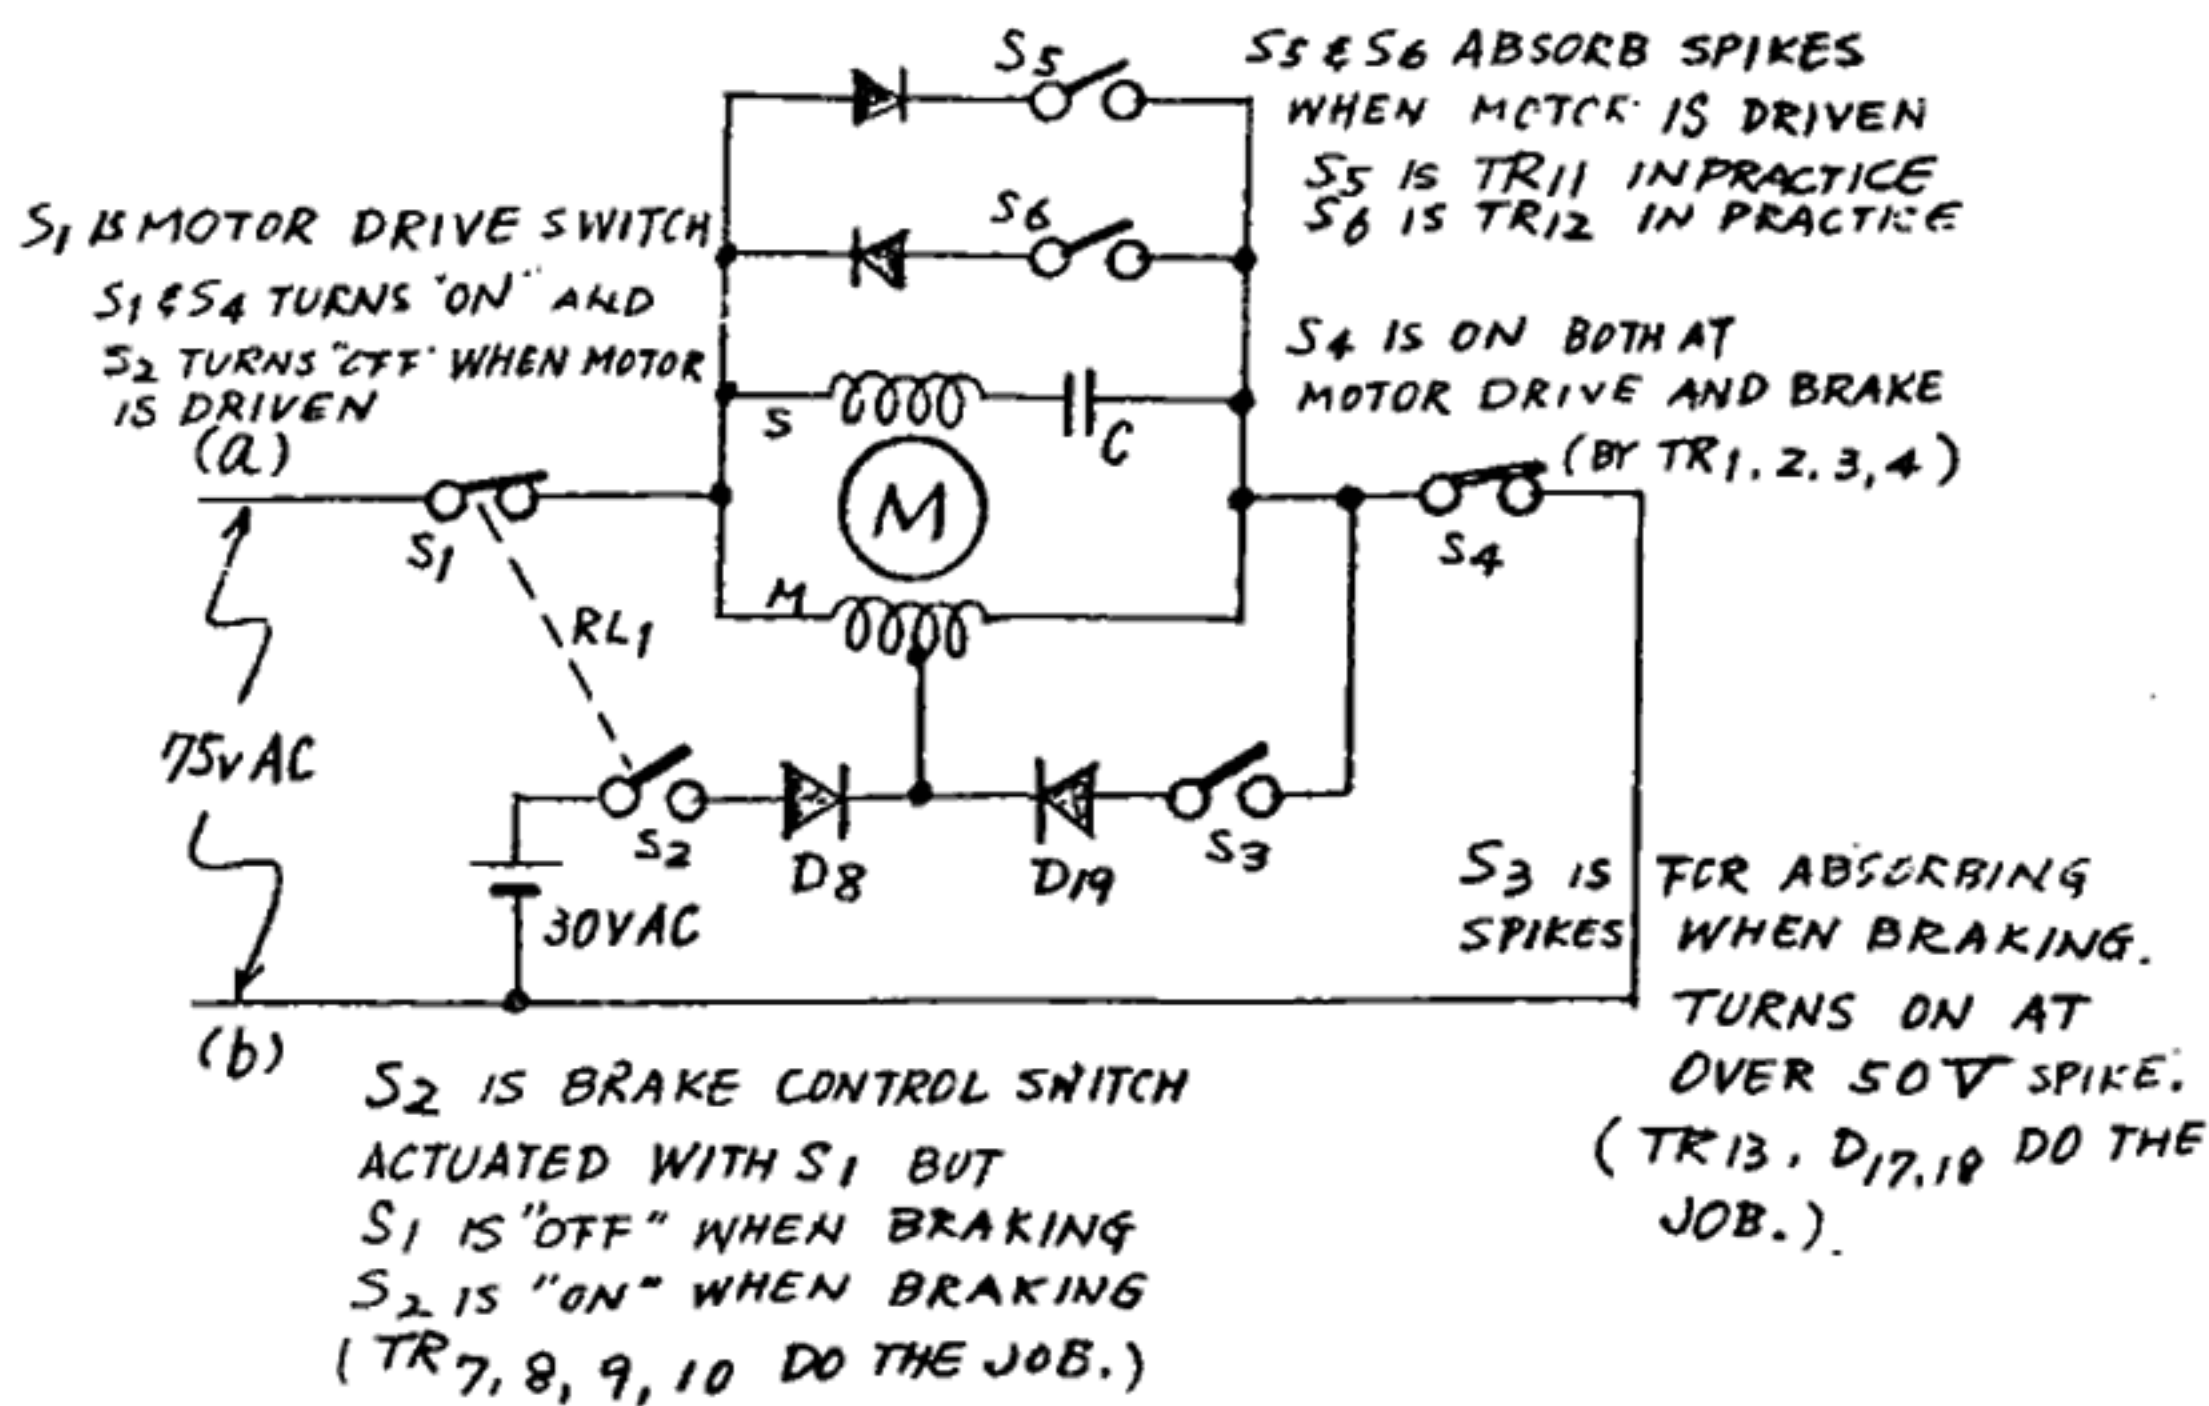 S5
S5 & S6 ABSORB SPIKES
WHEN MOTOR IS DRIVEN
S5 IS TR11 IN PRACTICE
S6 IS TR12 IN PRACTICE
S6
S1 IS MOTOR DRIVE SWITCH
S1 & S4 TURNS "ON" AND
S2 TURNS "OFF" WHEN MOTOR
IS DRIVEN
S4 IS ON BOTH AT
MOTOR DRIVE AND BRAKE
(BY TR1, 2, 3, 4)
S
C
(a)
M
S1
S4
M
RL1
75V AC
S2
D8
D19
S3
30V AC
S3 IS FOR ABSORBING
SPIKES WHEN BRAKING.
TURNS ON AT
OVER 50V SPIKE.
(TR13, D17,18 DO THE
JOB.).
(b)
S2 IS BRAKE CONTROL SWITCH
ACTUATED WITH S1 BUT
S1 IS "OFF" WHEN BRAKING
S2 IS "ON" WHEN BRAKING
(TR7, 8, 9, 10 DO THE JOB.)